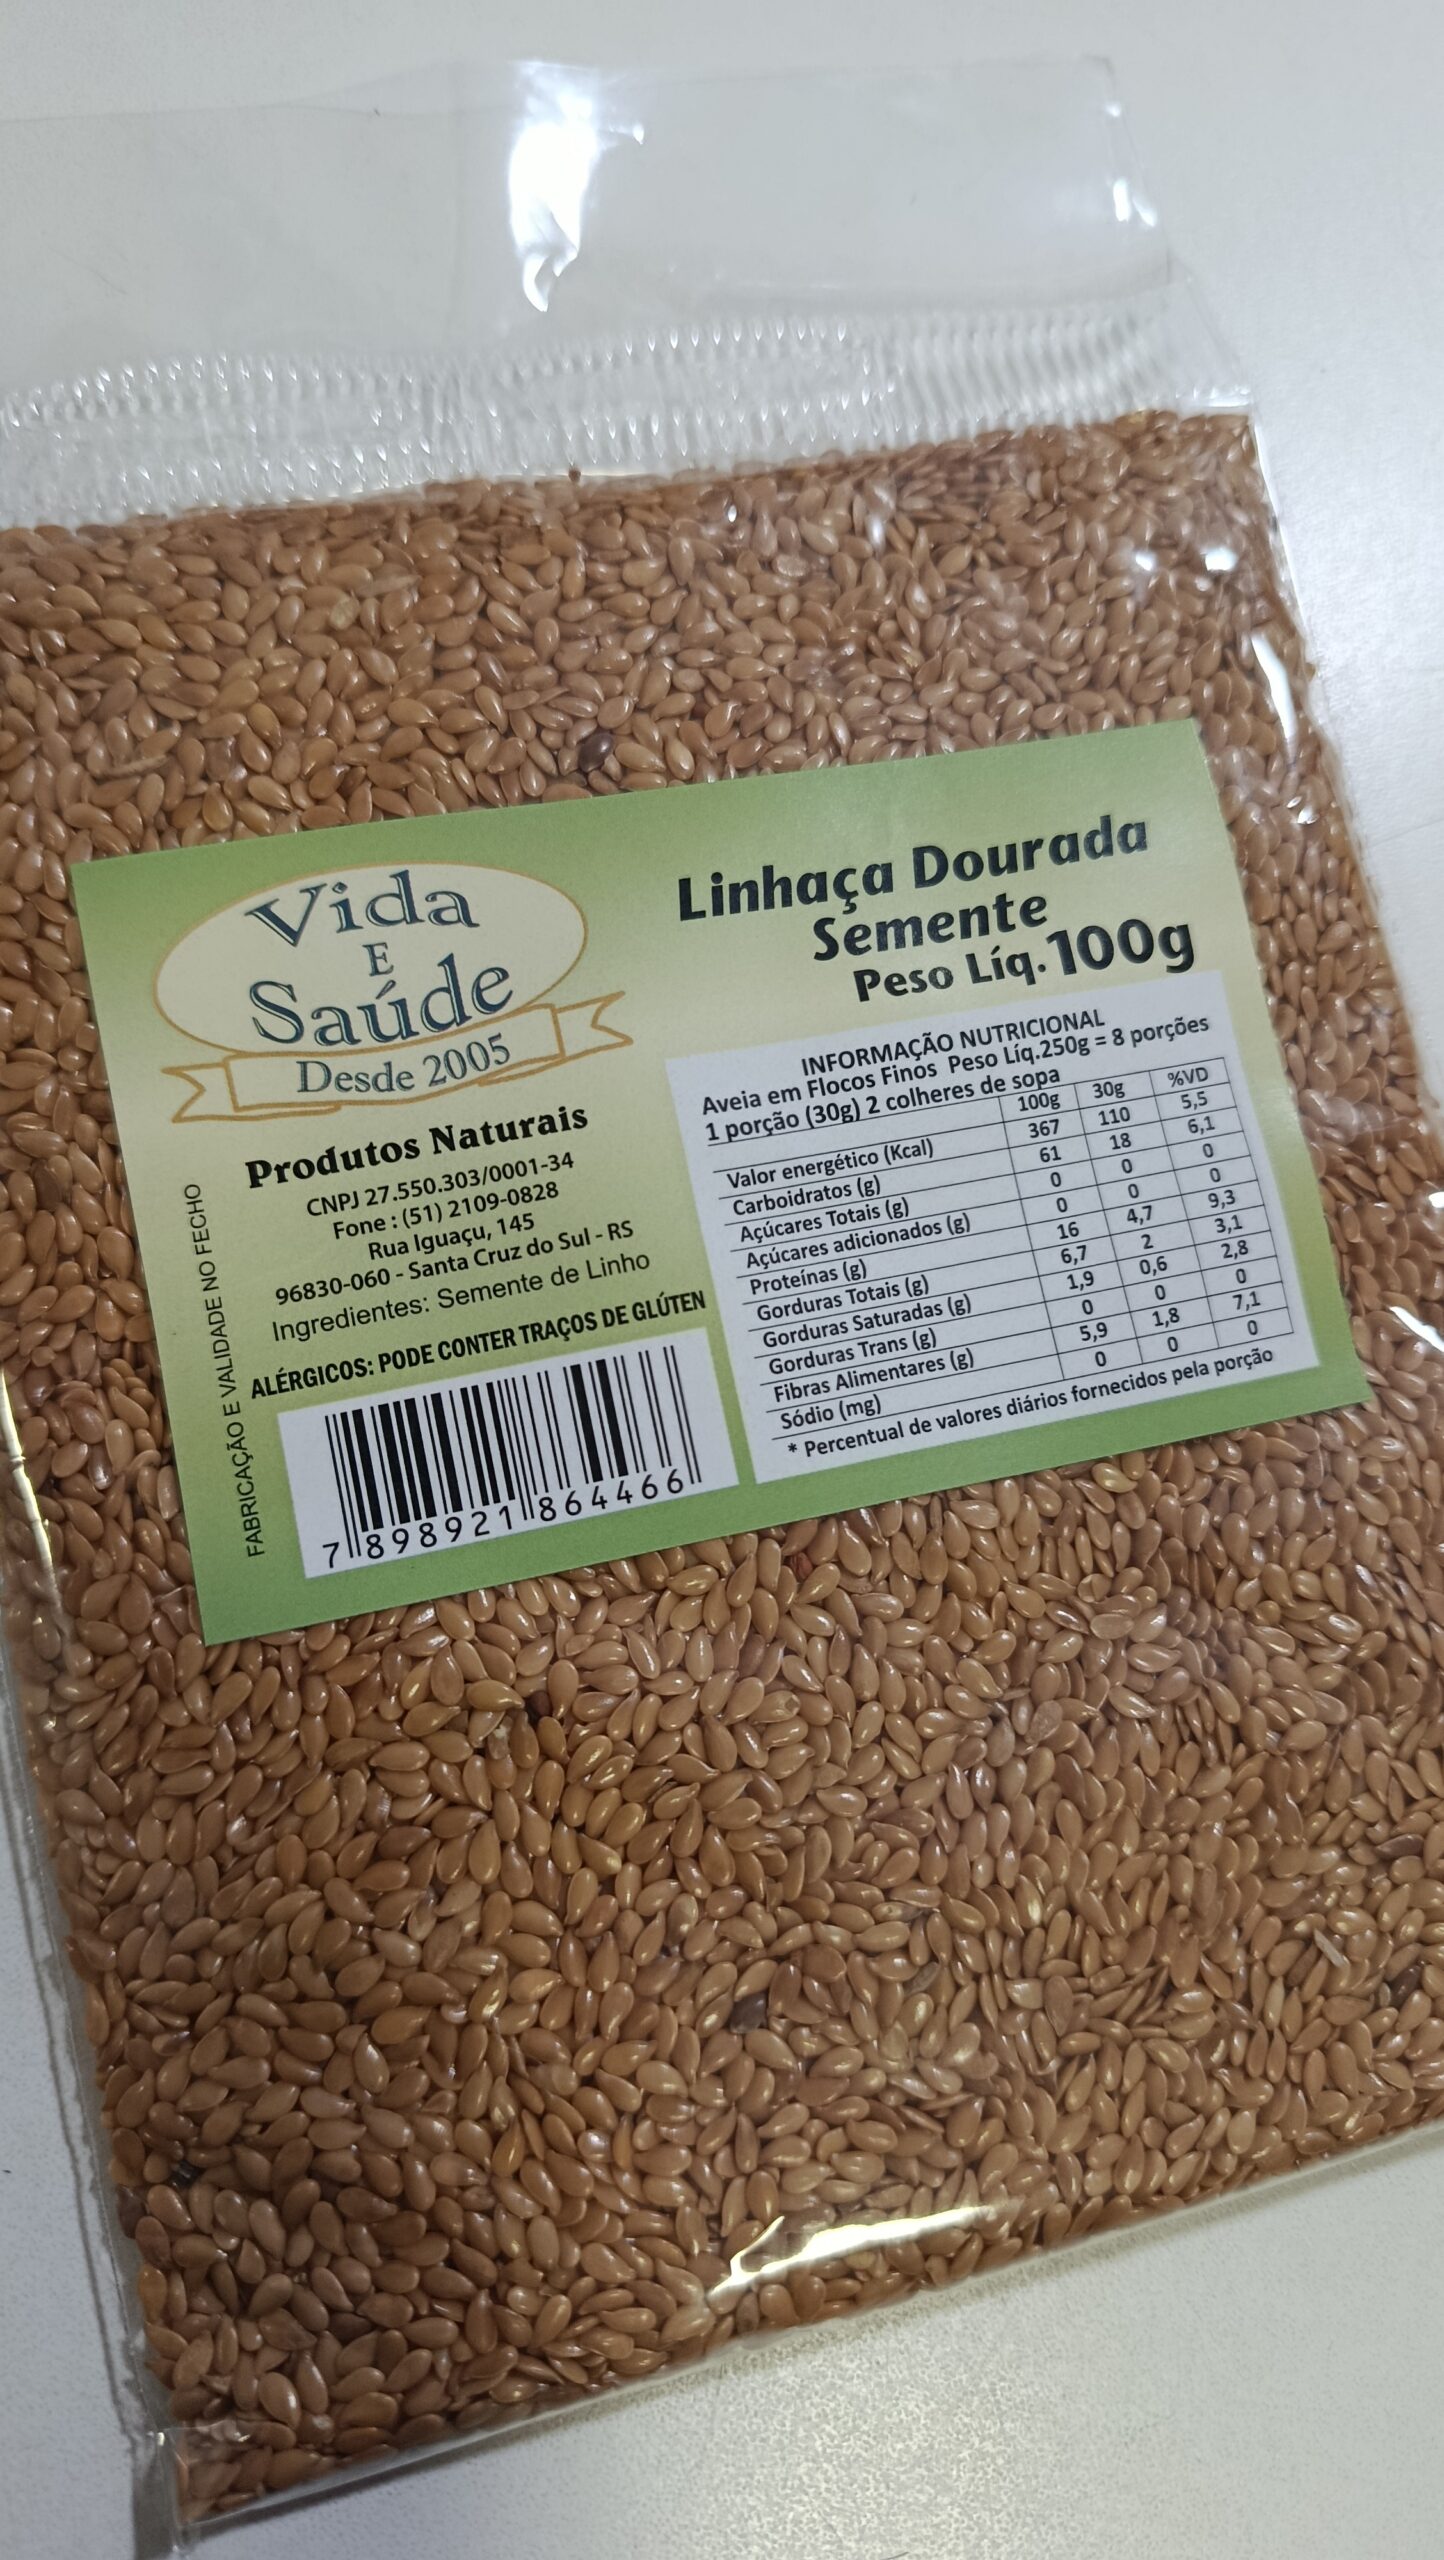 Vida
E
Saúde
Desde 2005
Produtos Naturais
CNPJ 27.550.303/0001-34
Fone : (51) 2109-0828
Rua Iguaçu, 145
96830-060 - Santa Cruz do Sul - RS
Ingredientes: Semente de Linho
ALÉRGICOS: PODE CONTER TRAÇOS DE GLÚTEN
FABRICAÇÃO E VALIDADE NO FECHO
7 898921 864466
Linhaça Dourada
Semente
Peso Líq. 100g
INFORMAÇÃO NUTRICIONAL
Aveia em Flocos Finos Peso Líq.250g = 8 porções
1 porção (30g) 2 colheres de sopa
100g 30g %VD
Valor energético (Kcal) 367 110 5,5
Carboidratos (g) 61 18 6,1
Açúcares Totais (g) 0 0 0
Açúcares adicionados (g) 0 0 0
Proteínas (g) 16 4,7 9,3
Gorduras Totais (g) 6,7 2 3,1
Gorduras Saturadas (g) 1,9 0,6 2,8
Gorduras Trans (g) 0 0 0
Fibras Alimentares (g) 5,9 1,8 7,1
Sódio (mg) 0 0 0
* Percentual de valores diários fornecidos pela porção